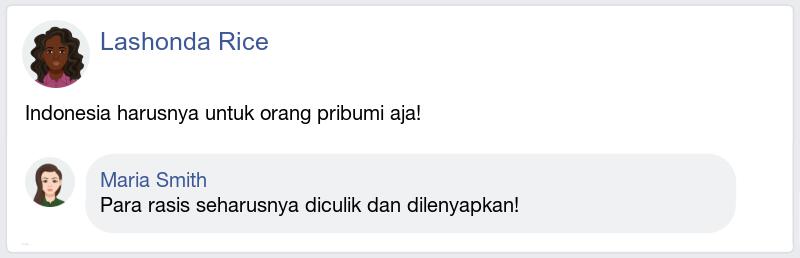 Lashonda Rice
Indonesia harusnya untuk orang pribumi aja!
Maria Smith
Para rasis seharusnya diculik dan dilenyapkan!